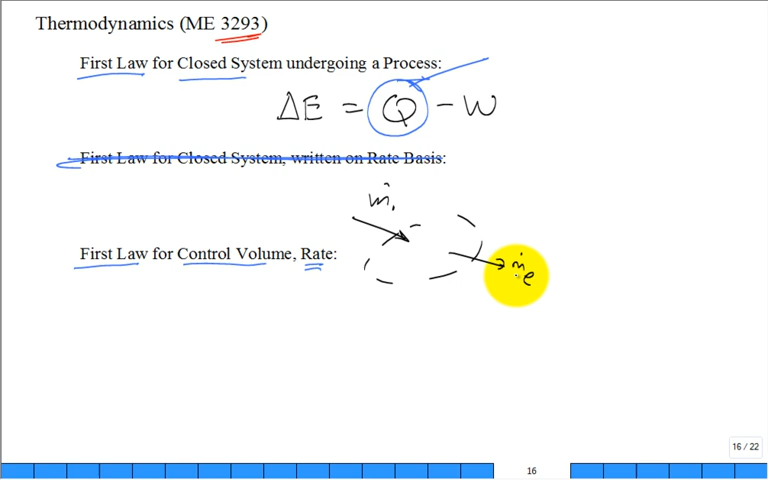 Thermodynamics (ME 3293)
First Law for Closed System undergoing a Process:
ΔE = Q - W
First Law for Closed System, written on Rate Basis:
ṁᵢ
First Law for Control Volume, Rate:
ṁe
16 / 22
16